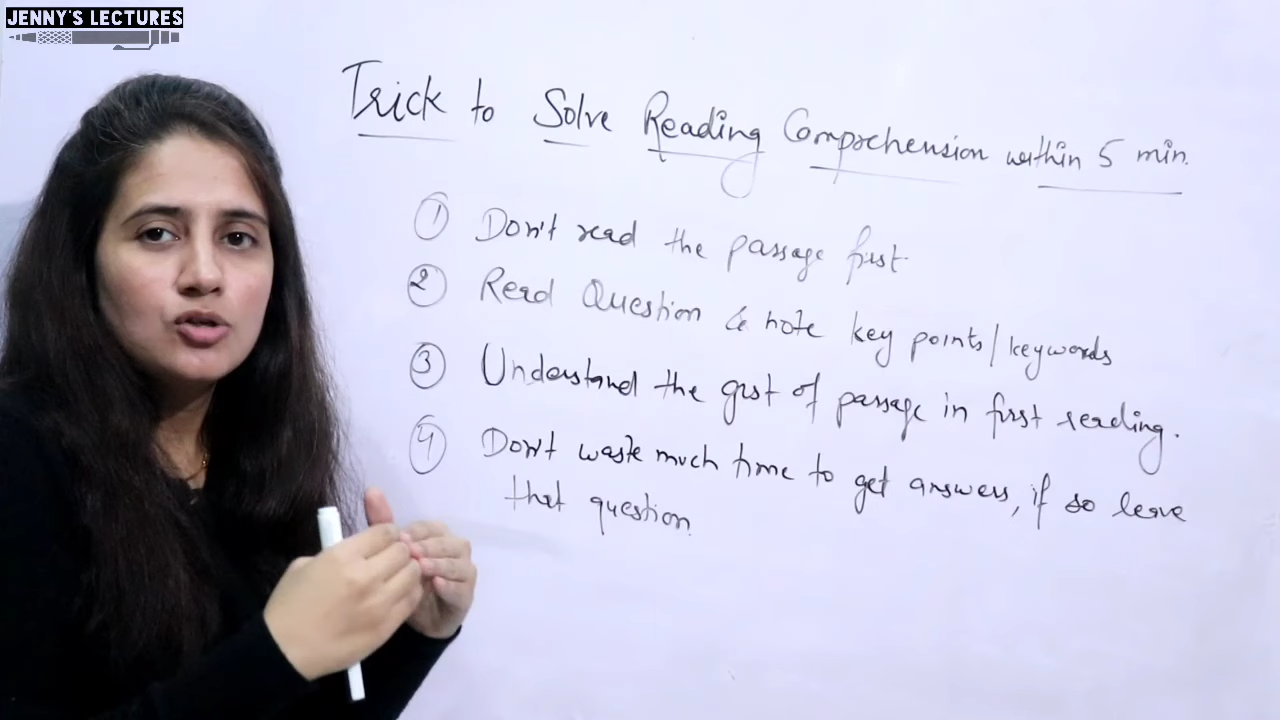 JENNY'S LECTURES
Trick to Solve Reading Comprehension within 5 min.
1 Don't read the passage first.
2 Read Question & note key points/keywords
3 Understand the gist of passage in first reading.
4 Don't waste much time to get answers, if so leave
that question.